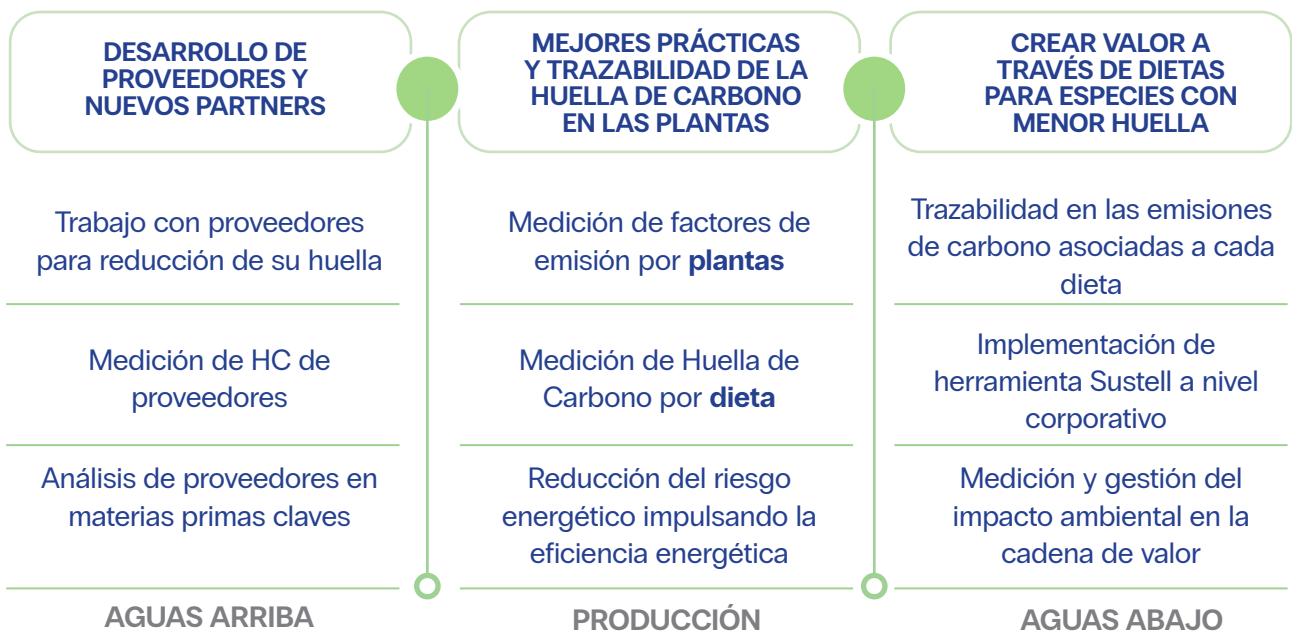 DESARROLLO DE
PROVEEDORES Y
NUEVOS PARTNERS
Trabajo con proveedores
para reducción de su huella
Medición de HC de
proveedores
Análisis de proveedores en
materias primas claves
AGUAS ARRIBA
MEJORES PRÁCTICAS
Y TRAZABILIDAD DE LA
HUELLA DE CARBONO
EN LAS PLANTAS
Medición de factores de
emisión por plantas
Medición de Huella de
Carbono por dieta
Reducción del riesgo
energético impulsando la
eficiencia energética
PRODUCCIÓN
CREAR VALOR A
TRAVÉS DE DIETAS
PARA ESPECIES CON
MENOR HUELLA
Trazabilidad en las emisiones
de carbono asociadas a cada
dieta
Implementación de
herramienta Sustell a nivel
corporativo
Medición y gestión del
impacto ambiental en la
cadena de valor
AGUAS ABAJO